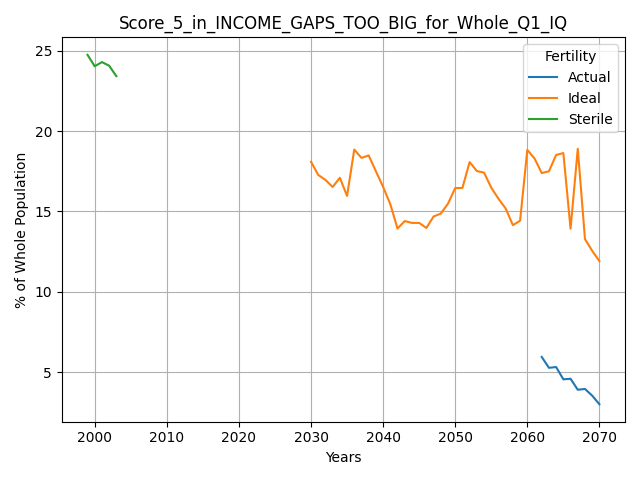 Score_5_in_INCOME_GAPS_TOO_BIG_for_Whole_Q1_IQ
Fertility
Actual
Ideal
Sterile
% of Whole Population
25
20
15
10
5
2000 2010 2020 2030 2040 2050 2060 2070
Years